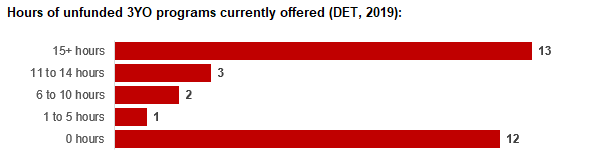 Hours of unfunded 3YO programs currently offered (DET, 2019):
15+ hours 13
11 to 14 hours 3
6 to 10 hours 2
1 to 5 hours 1
0 hours 12